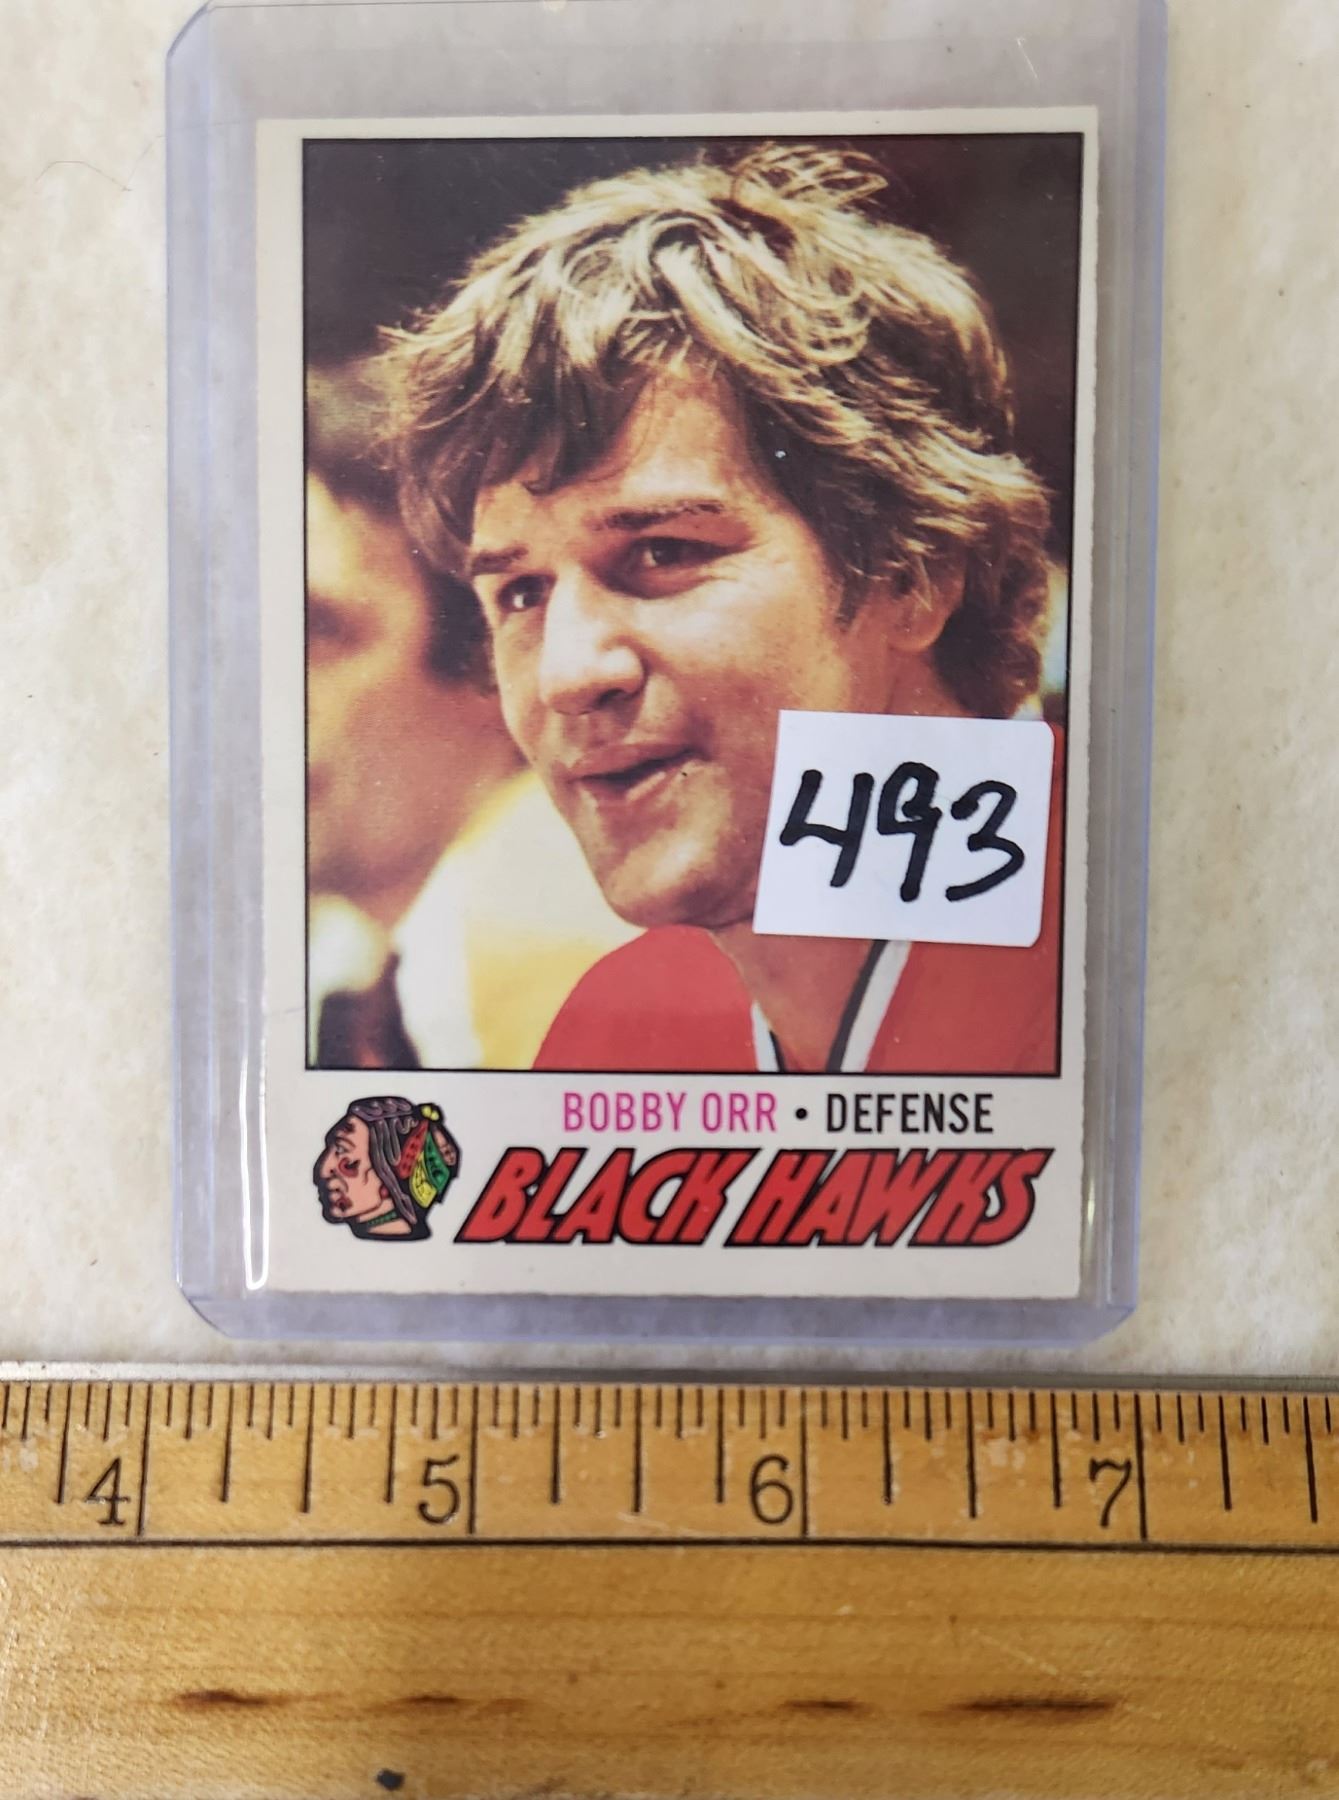 493
BOBBY ORR • DEFENSE
BLACK HAWKS
4 5 6 7